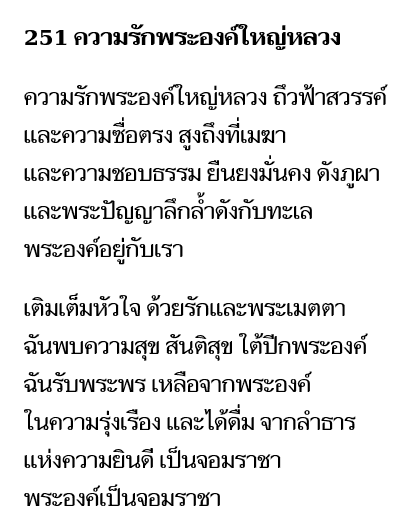 251 ความรักพระองค์ใหญ่หลวง
ความรักพระองค์ใหญ่หลวง ถึวฟ้าสวรรค์
และความซื่อตรง สูงถึงที่เมฆา
และความชอบธรรม ยืนยงมั่นคง ดังภูผา
และพระปัญญาลึกล้ำดังกับทะเล
พระองค์อยู่กับเรา
เติมเต็มหัวใจ ด้วยรักและพระเมตตา
ฉันพบความสุข สันติสุข ใต้ปีกพระองค์
ฉันรับพระพร เหลือจากพระองค์
ในความรุ่งเรือง และได้ดื่ม จากลำธาร
แห่งความยินดี เป็นจอมราชา
พระองค์เป็นจอมราชา